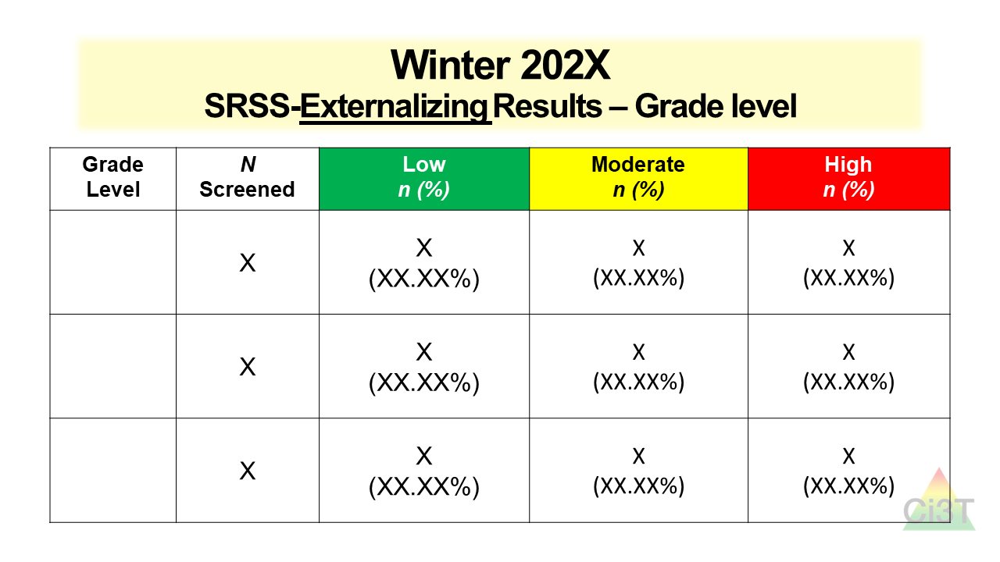 Winter 202X
SRSS-Externalizing Results – Grade level
Grade Level
N Screened
Low n (%)
Moderate n (%)
High n (%)
X
X
(XX.XX%)
X
(XX.XX%)
X
(XX.XX%)
X
X
(XX.XX%)
X
(XX.XX%)
X
(XX.XX%)
X
X
(XX.XX%)
X
(XX.XX%)
X
(XX.XX%)
Ci3T